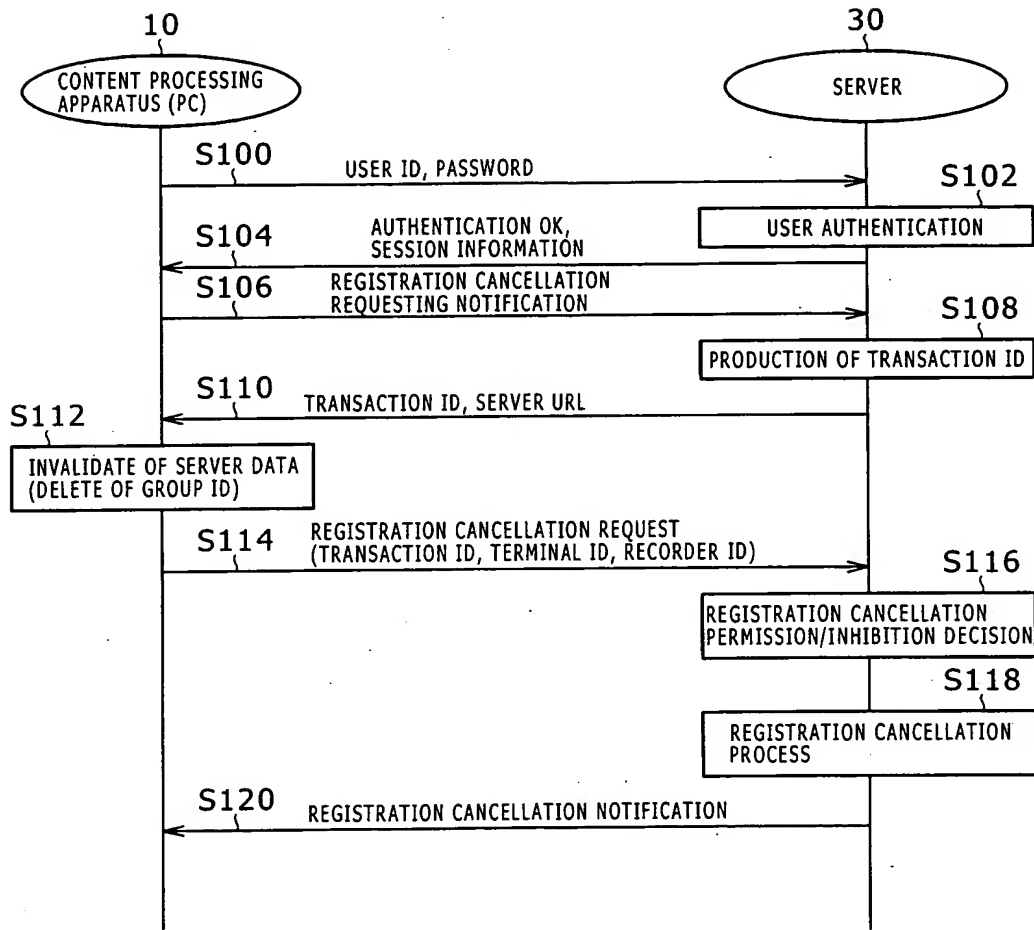 10
30
CONTENT PROCESSING
APPARATUS (PC)
SERVER
S100
USER ID, PASSWORD
S102
USER AUTHENTICATION
S104
AUTHENTICATION OK,
SESSION INFORMATION
S106
REGISTRATION CANCELLATION
REQUESTING NOTIFICATION
S108
PRODUCTION OF TRANSACTION ID
S110
TRANSACTION ID, SERVER URL
S112
INVALIDATE OF SERVER DATA
(DELETE OF GROUP ID)
S114
REGISTRATION CANCELLATION REQUEST
(TRANSACTION ID, TERMINAL ID, RECORDER ID)
S116
REGISTRATION CANCELLATION
PERMISSION/INHIBITION DECISION
S118
REGISTRATION CANCELLATION
PROCESS
S120
REGISTRATION CANCELLATION NOTIFICATION